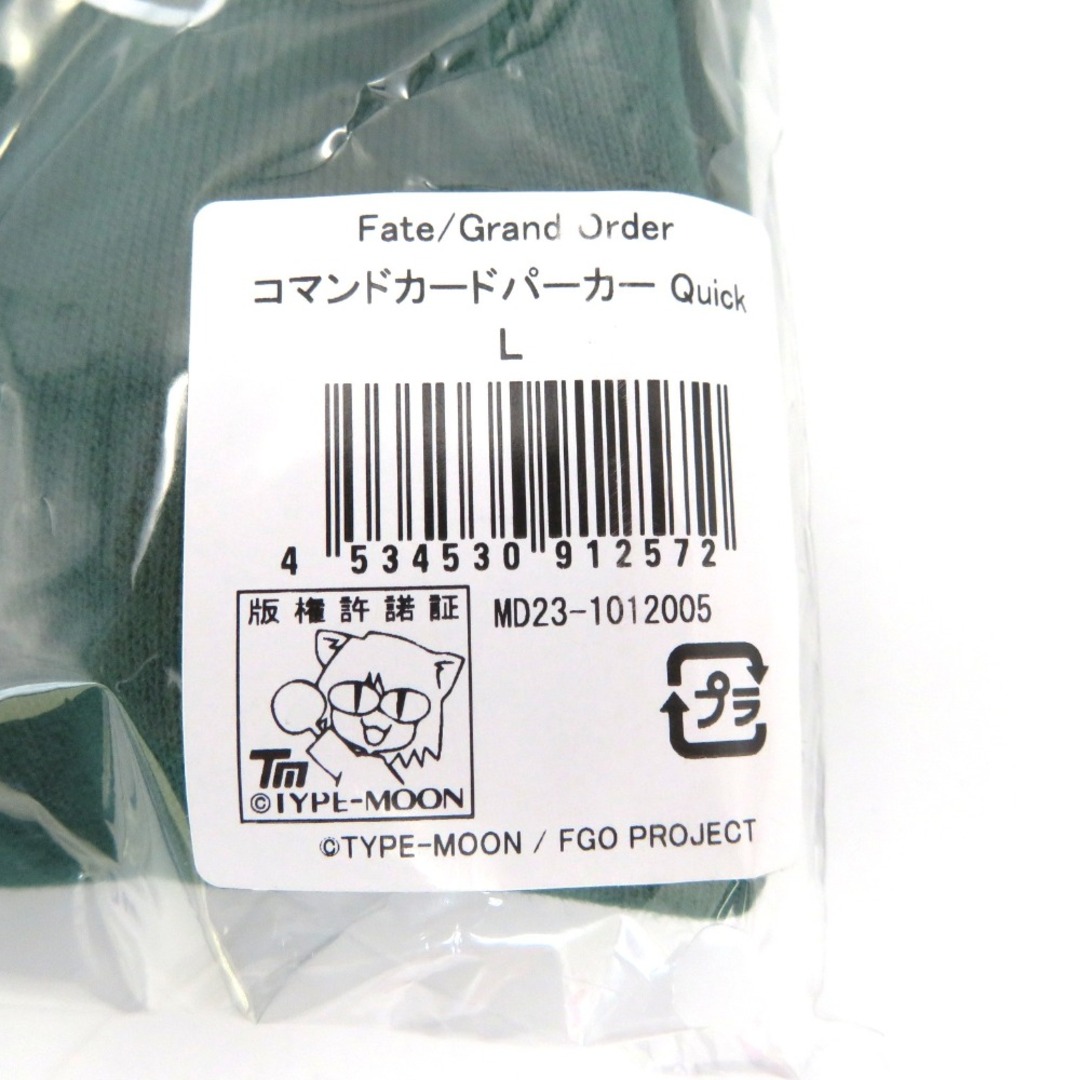 Fate/Grand Order
コマンドカードパーカー Quick
L
4 534530 912572
版権許諾証
MD23-1012005
プラ
TM
©TYPE-MOON
©TYPE-MOON / FGO PROJECT